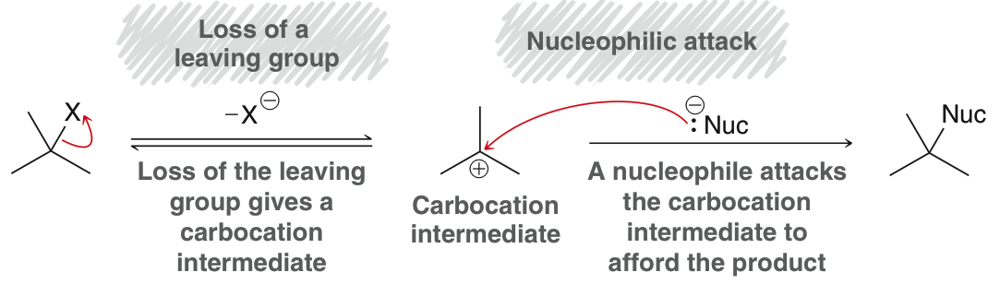 Loss of a
leaving group
Nucleophilic attack
X
−X⊖
Loss of the leaving
group gives a
carbocation
intermediate
⊕
Carbocation
intermediate
⊖
:Nuc
A nucleophile attacks
the carbocation
intermediate to
afford the product
Nuc